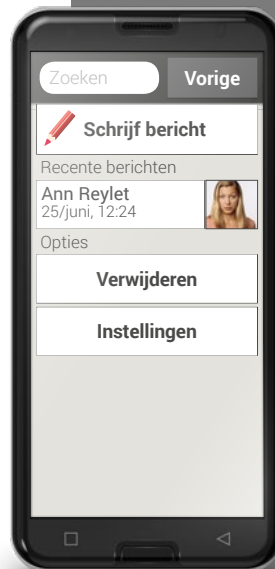 Zoeken
Vorige
Schrijf bericht
Recente berichten
Ann Reylet
25/juni, 12:24
Opties
Verwijderen
Instellingen